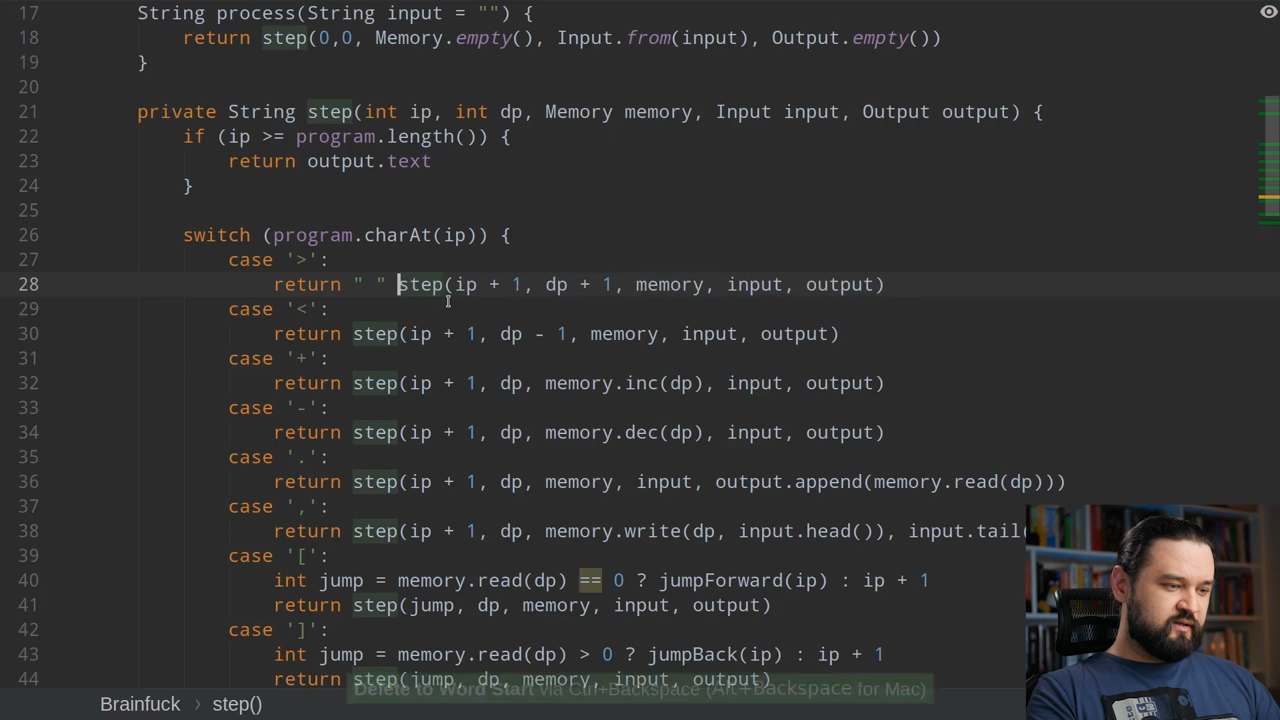 17 String process(String input = "") {
18 return step(0,0, Memory.empty(), Input.from(input), Output.empty())
19 }
20
21 private String step(int ip, int dp, Memory memory, Input input, Output output) {
22 if (ip >= program.length()) {
23 return output.text
24 }
25
26 switch (program.charAt(ip)) {
27 case '>':
28 return " " step(ip + 1, dp + 1, memory, input, output)
29 case '<':
30 return step(ip + 1, dp - 1, memory, input, output)
31 case '+':
32 return step(ip + 1, dp, memory.inc(dp), input, output)
33 case '-':
34 return step(ip + 1, dp, memory.dec(dp), input, output)
35 case '.':
36 return step(ip + 1, dp, memory, input, output.append(memory.read(dp)))
37 case ',':
38 return step(ip + 1, dp, memory.write(dp, input.head()), input.tail(
39 case '[':
40 int jump = memory.read(dp) == 0 ? jumpForward(ip) : ip + 1
41 return step(jump, dp, memory, input, output)
42 case ']':
43 int jump = memory.read(dp) > 0 ? jumpBack(ip) : ip + 1
44 return step(jump, dp, memory, input, output)
Delete to Word Start via Ctrl+Backspace (Alt+Backspace for Mac)
Brainfuck › step()